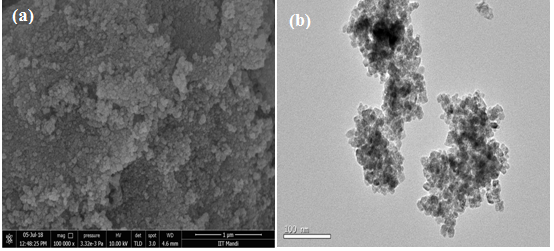 (a)
(b)
05-Jul-18 mag pressure HV det spot WD 1 µm
12:48:25 PM 100 000 x 3.32e-3 Pa 10.00 kV TLD 3.0 4.6 mm IIT Mandi
100 nm